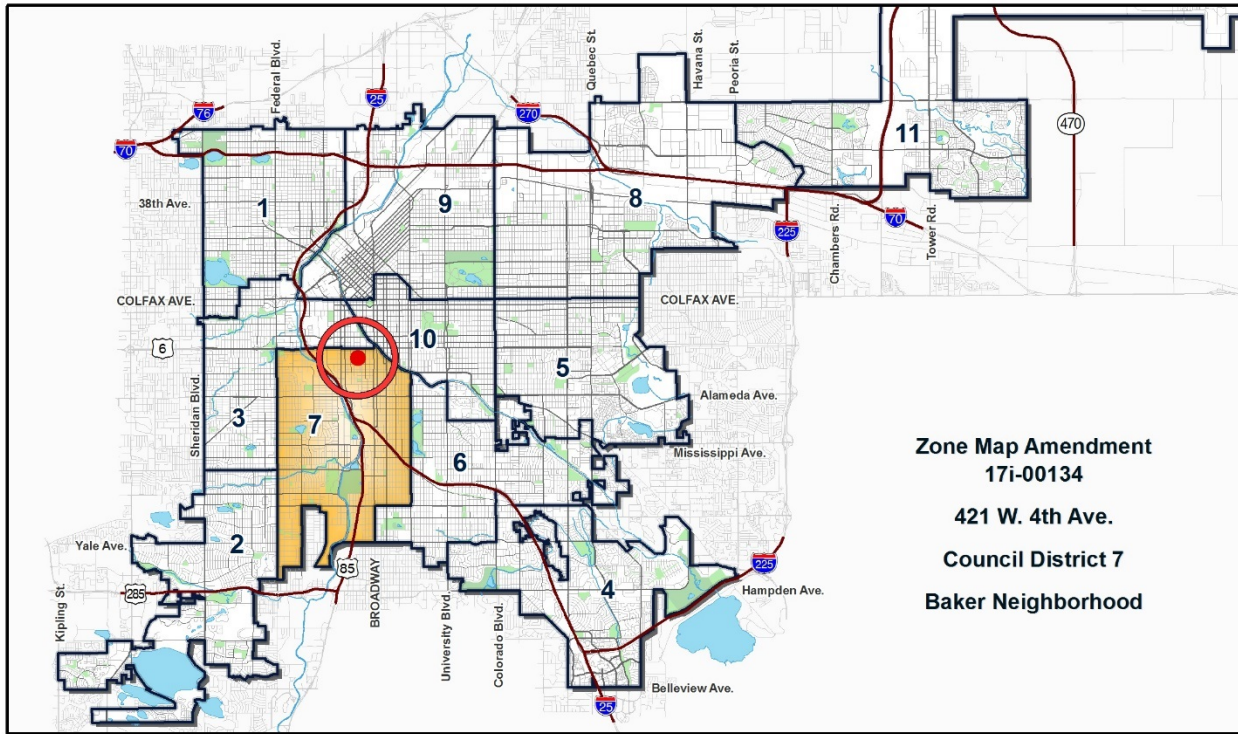 Federal Blvd.
Quebec St.
Havana St.
Peoria St.
76
25
270
470
70
11
38th Ave.
1
9
8
70
225
Chambers Rd.
Tower Rd.
COLFAX AVE.
COLFAX AVE.
6
10
5
Sheridan Blvd.
3
7
Alameda Ave.
Mississippi Ave.
6
Zone Map Amendment
17i-00134
421 W. 4th Ave.
Council District 7
Baker Neighborhood
Yale Ave.
2
85
225
285
4
Hampden Ave.
Kipling St.
BROADWAY
University Blvd.
Colorado Blvd.
Belleview Ave.
25